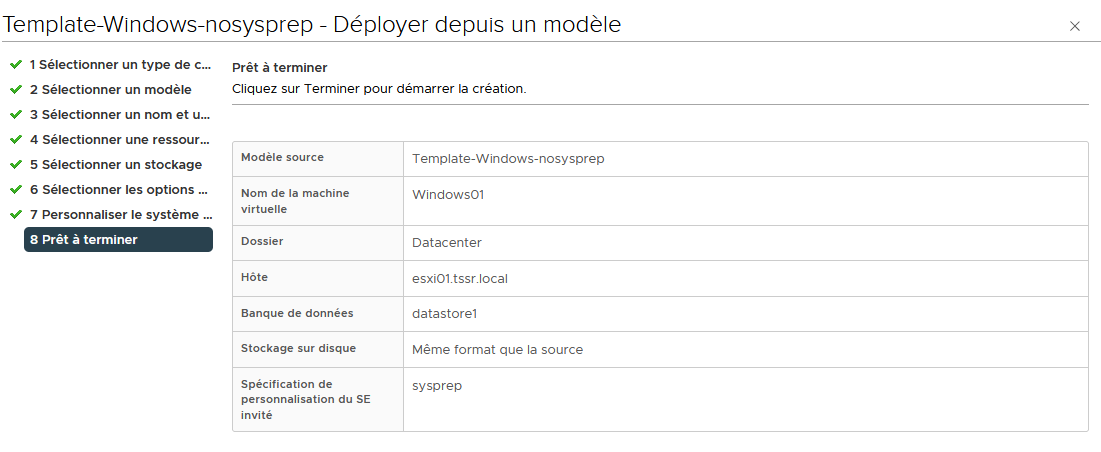 Template-Windows-nosysprep - Déployer depuis un modèle
1 Sélectionner un type de c...
2 Sélectionner un modèle
3 Sélectionner un nom et u...
4 Sélectionner une ressour...
5 Sélectionner un stockage
6 Sélectionner les options ...
7 Personnaliser le système ...
8 Prêt à terminer
Prêt à terminer
Cliquez sur Terminer pour démarrer la création.
Modèle source
Template-Windows-nosysprep
Nom de la machine
virtuelle
Windows01
Dossier
Datacenter
Hôte
esxi01.tssr.local
Banque de données
datastore1
Stockage sur disque
Même format que la source
Spécification de
personnalisation du SE
invité
sysprep